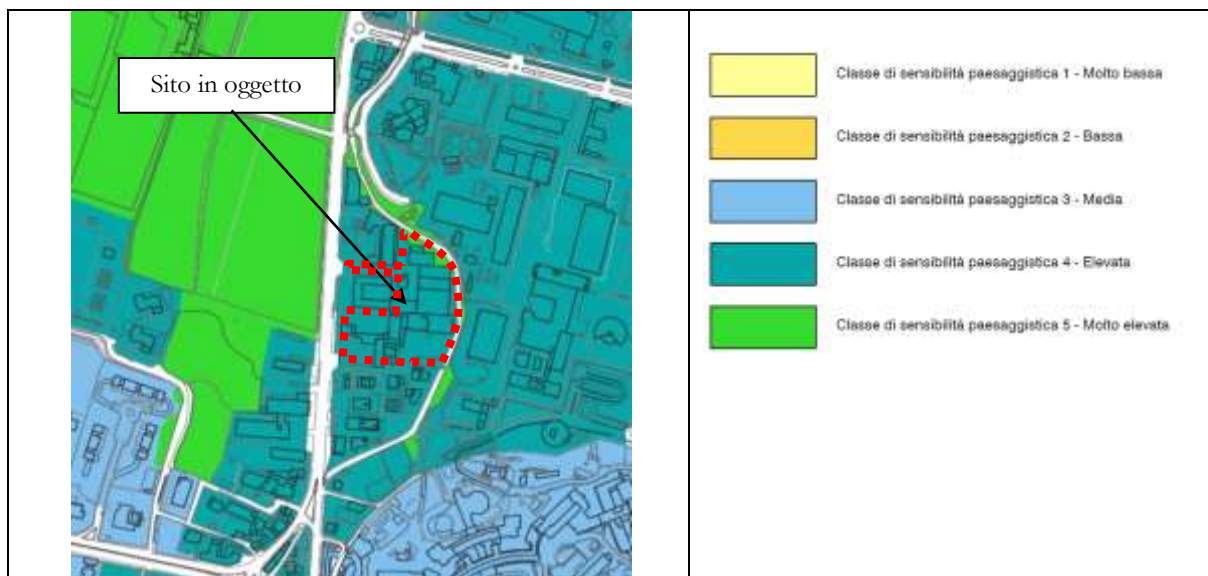 Sito in oggetto
Classe di sensibilità paesaggistica 1 - Molto bassa
Classe di sensibilità paesaggistica 2 - Bassa
Classe di sensibilità paesaggistica 3 - Media
Classe di sensibilità paesaggistica 4 - Elevata
Classe di sensibilità paesaggistica 5 - Molto elevata